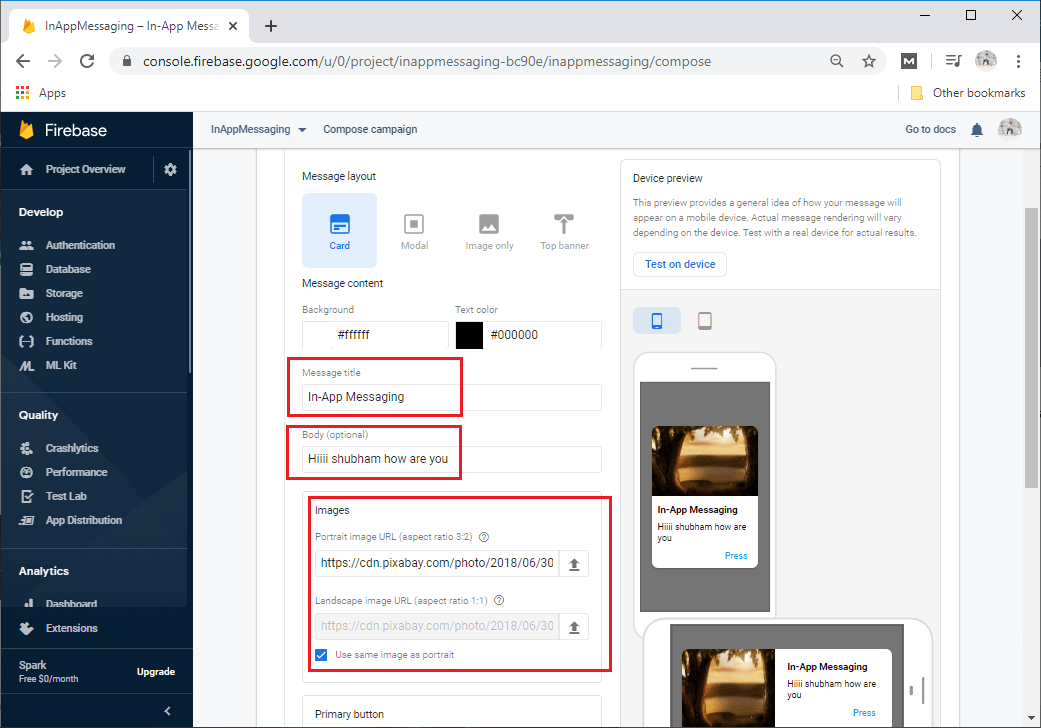 InAppMessaging – In-App Messa
console.firebase.google.com/u/0/project/inappmessaging-bc90e/inappmessaging/compose
M
Apps
Other bookmarks
Firebase
InAppMessaging
Compose campaign
Go to docs
Project Overview
Develop
Authentication
Database
Storage
Hosting
Functions
ML Kit
Quality
Crashlytics
Performance
Test Lab
App Distribution
Analytics
Dashboard
Extensions
Spark
Free $0/month
Upgrade
Message layout
Card
Modal
Image only
Top banner
Message content
Background
Text color
#ffffff
#000000
Message title
In-App Messaging
Body (optional)
Hiiii shubham how are you
Images
Portrait image URL (aspect ratio 3:2)
https://cdn.pixabay.com/photo/2018/06/30
Landscape image URL (aspect ratio 1:1)
https://cdn.pixabay.com/photo/2018/06/30
Use same image as portrait
Primary button
Device preview
This preview provides a general idea of how your message will
appear on a mobile device. Actual message rendering will vary
depending on the device. Test with a real device for actual results.
Test on device
In-App Messaging
Hiiii shubham how are
you
Press
In-App Messaging
Hiiii shubham how are
you
Press